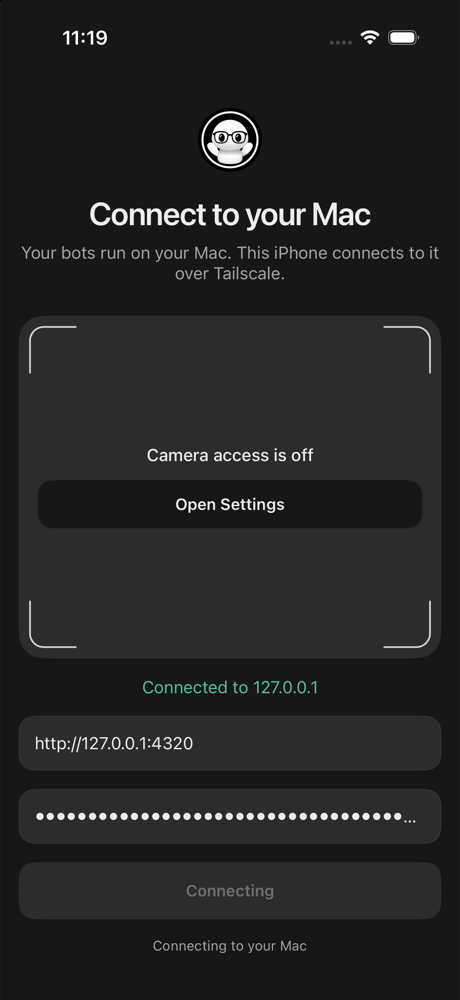 11:19
Connect to your Mac
Your bots run on your Mac. This iPhone connects to it
over Tailscale.
Camera access is off
Open Settings
Connected to 127.0.0.1
http://127.0.0.1:4320
••••••••••••••••••••••••••••••••••••...
Connecting
Connecting to your Mac